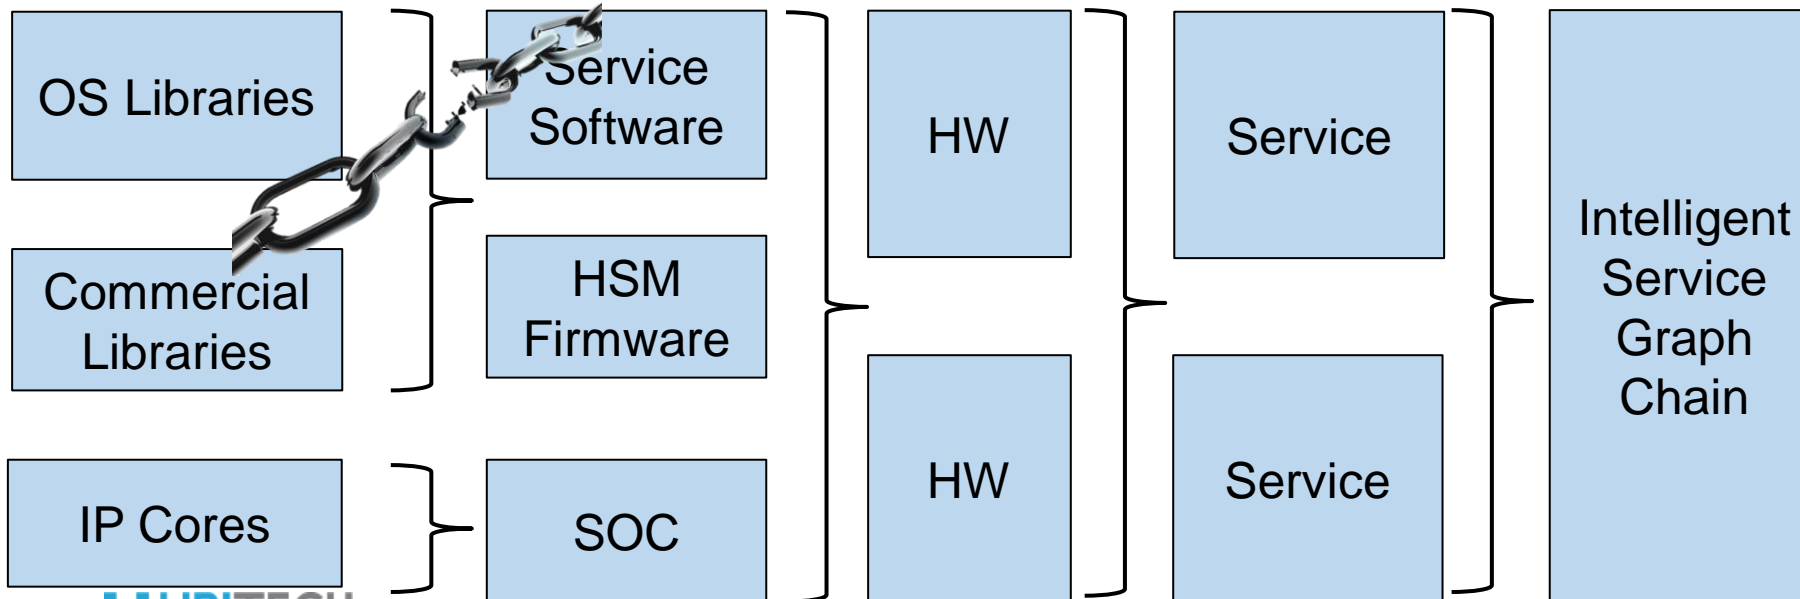 OS Libraries
Commercial
Libraries
IP Cores
Service
Software
HSM
Firmware
SOC
HW
HW
Service
Service
Intelligent
Service
Graph
Chain